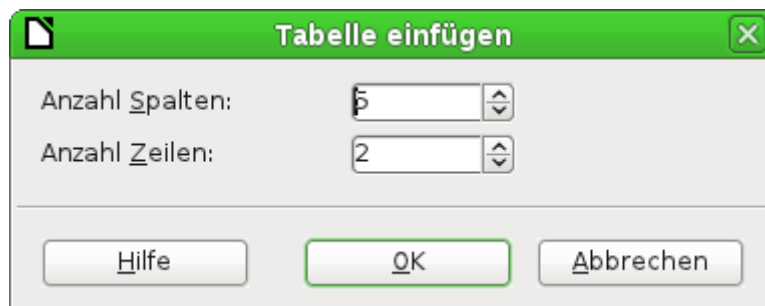 Tabelle einfügen
Anzahl Spalten: 5
Anzahl Zeilen: 2
Hilfe OK Abbrechen